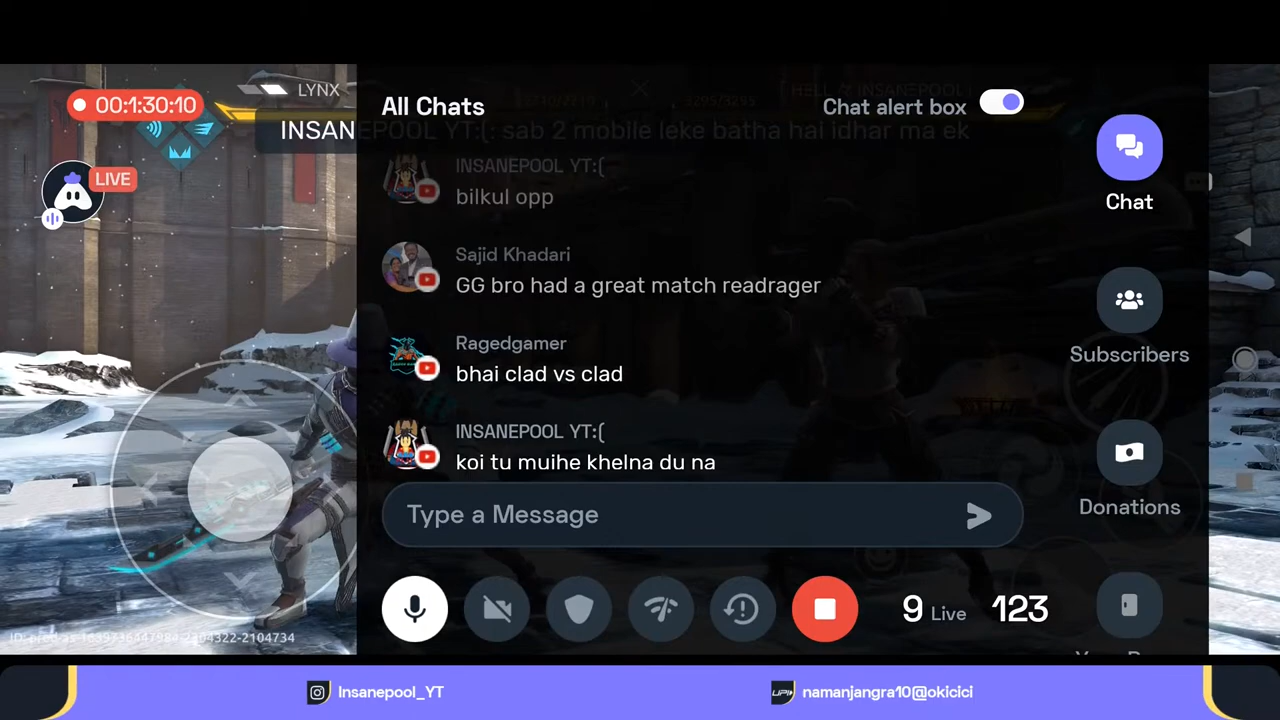 00:1:30:10
LIVE
LYNX
INSANEPOOL YT:(: sab 2 mobile leke batha hai idhar ma ek
3295/3295
All Chats
Chat alert box
INSANEPOOL YT:(
bilkul opp
Sajid Khadari
GG bro had a great match readrager
Ragedgamer
bhai clad vs clad
INSANEPOOL YT:(
koi tu muihe khelna du na
Type a Message
9 Live 123
Chat
Subscribers
Donations
Insanepool_YT
UPI
namanjangra10@okicici